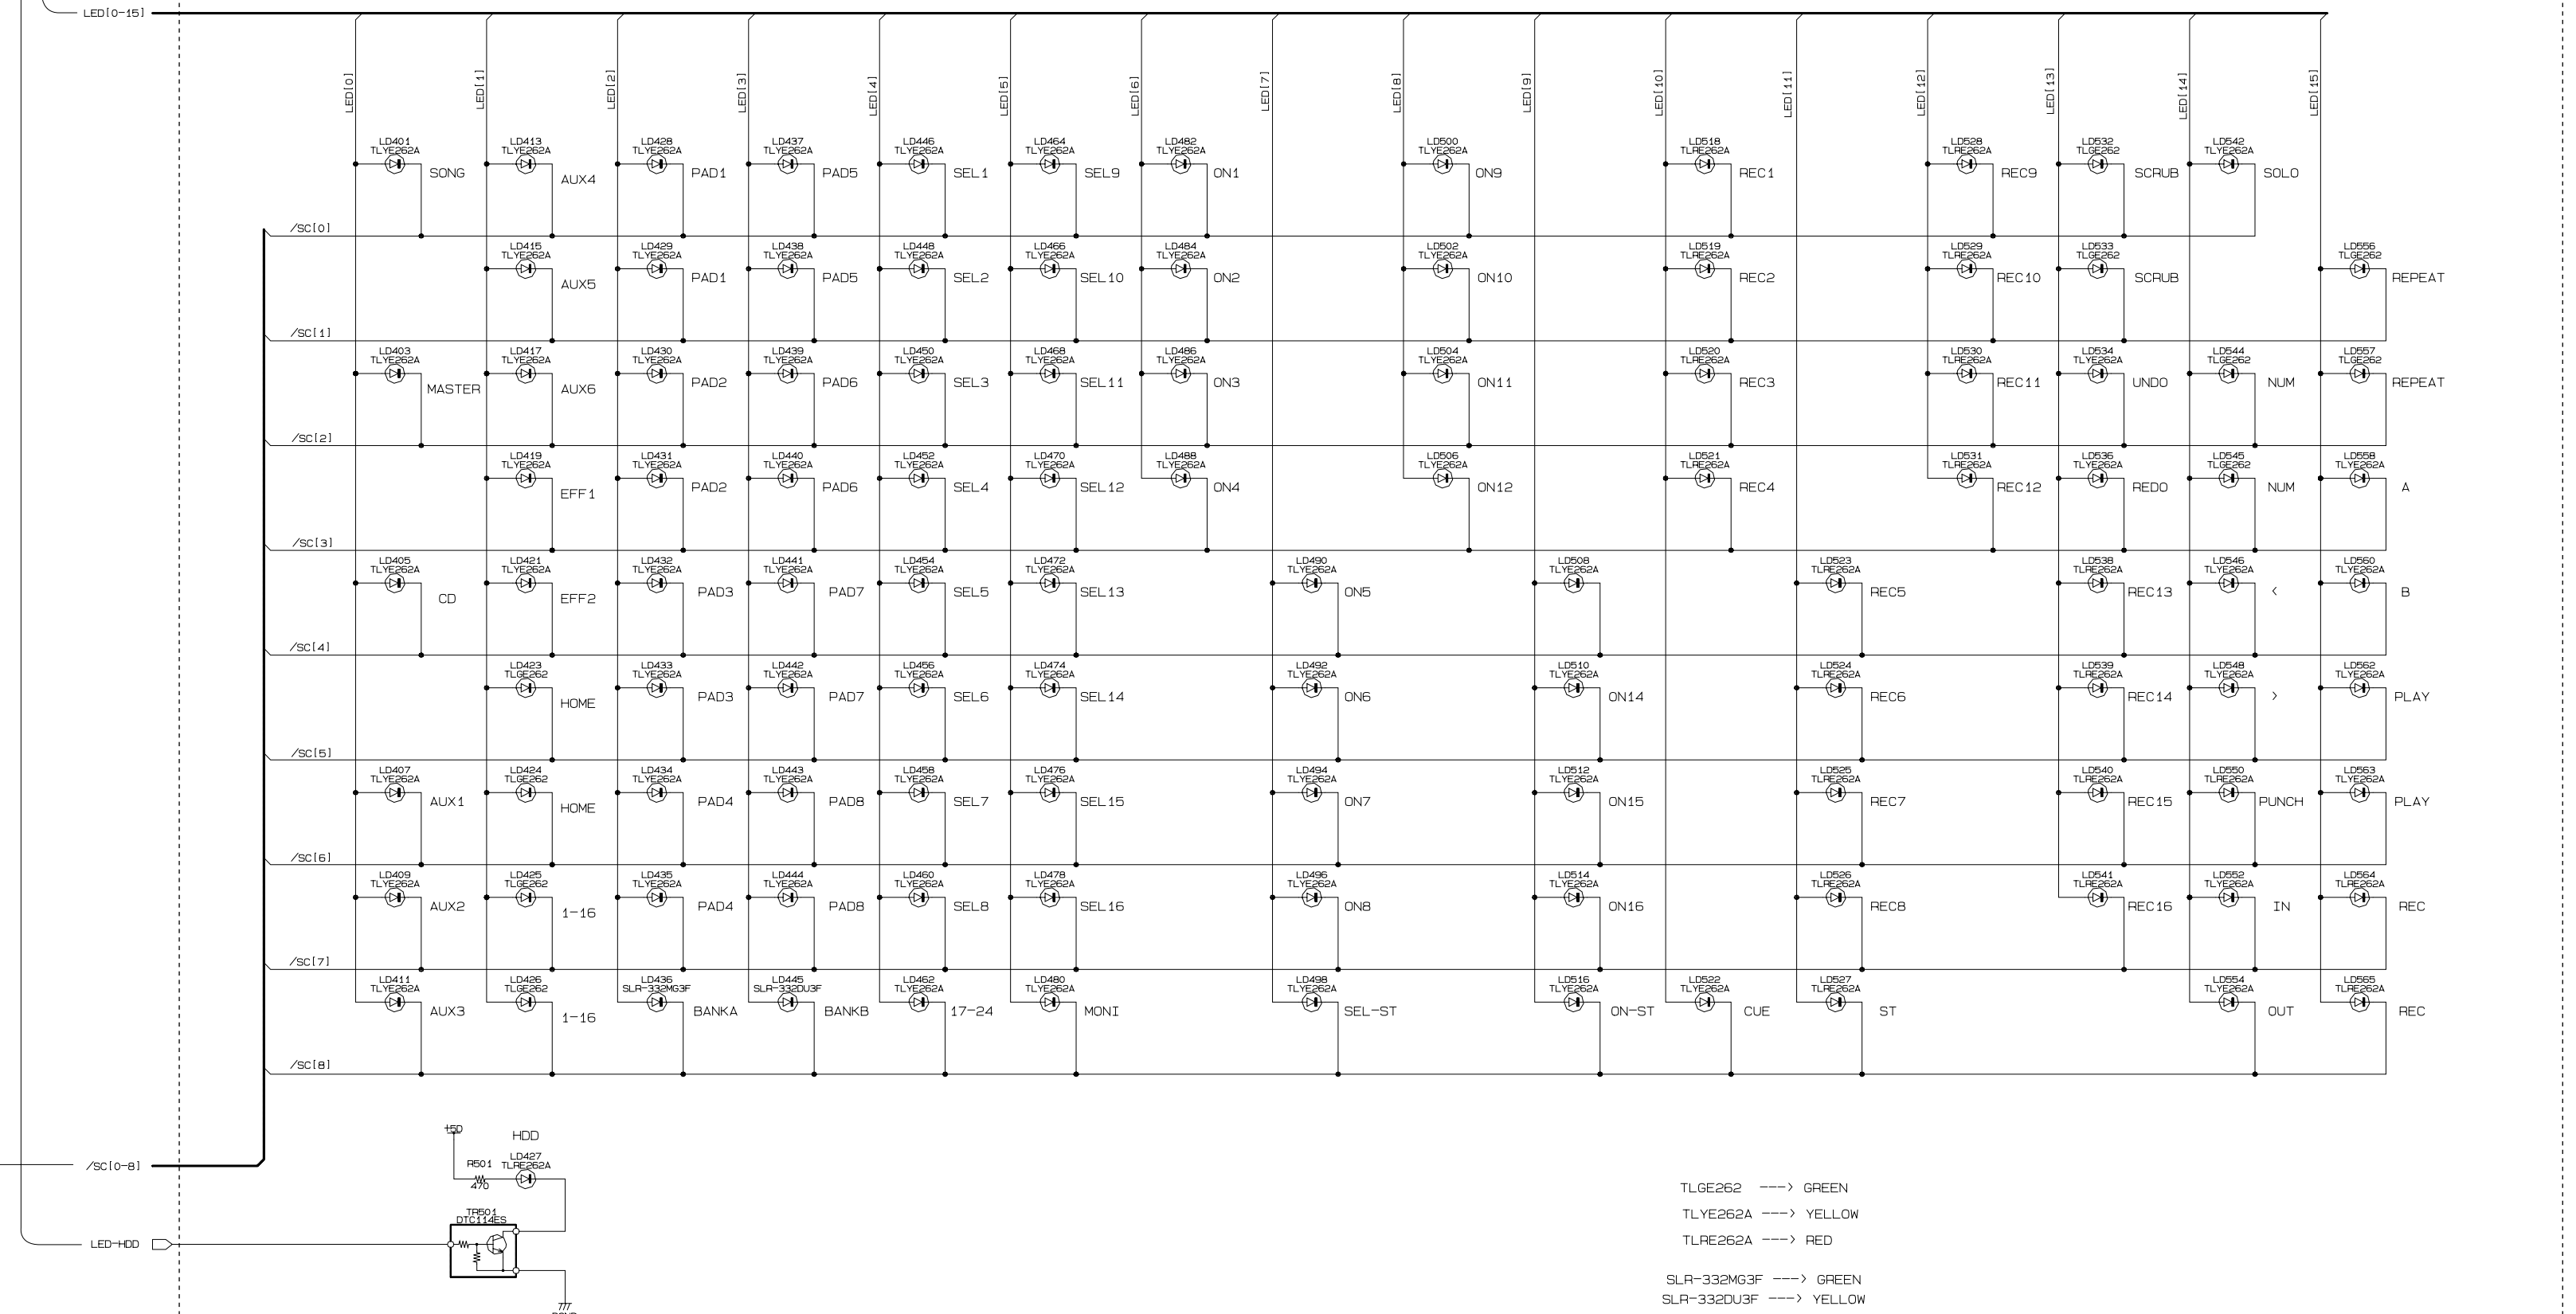 LED[0-15]
LED[0] LED[1] LED[2] LED[3] LED[4] LED[5] LED[6] LED[7] LED[8] LED[9] LED[10] LED[11] LED[12] LED[13] LED[14] LED[15]
LD401 LD413 LD428 LD437 LD446 LD464 LD482 LD500 LD518 LD528 LD532 LD542
TLYE262A TLYE262A TLYE262A TLYE262A TLYE262A TLYE262A TLYE262A TLYE262A TLRE262A TLRE262A TLGE262 TLYE262A
SONG AUX4 PAD1 PAD5 SEL1 SEL9 ON1 ON9 REC1 REC9 SCRUB SOLO
/SC[0]
LD415 LD429 LD438 LD448 LD466 LD484 LD502 LD519 LD529 LD533 LD556
TLYE262A TLYE262A TLYE262A TLYE262A TLYE262A TLYE262A TLYE262A TLRE262A TLRE262A TLGE262 TLGE262
AUX5 PAD1 PAD5 SEL2 SEL10 ON2 ON10 REC2 REC10 SCRUB REPEAT
/SC[1]
LD403 LD417 LD430 LD439 LD450 LD468 LD486 LD504 LD520 LD530 LD534 LD544 LD557
TLYE262A TLYE262A TLYE262A TLYE262A TLYE262A TLYE262A TLYE262A TLYE262A TLRE262A TLRE262A TLYE262A TLGE262 TLGE262
MASTER AUX6 PAD2 PAD6 SEL3 SEL11 ON3 ON11 REC3 REC11 UNDO NUM REPEAT
/SC[2]
LD419 LD431 LD440 LD452 LD470 LD488 LD506 LD521 LD531 LD536 LD545 LD558
TLYE262A TLYE262A TLYE262A TLYE262A TLYE262A TLYE262A TLYE262A TLRE262A TLRE262A TLYE262A TLGE262 TLYE262A
EFF1 PAD2 PAD6 SEL4 SEL12 ON4 ON12 REC4 REC12 REDO NUM A
/SC[3]
LD405 LD421 LD432 LD441 LD454 LD472 LD490 LD508 LD523 LD538 LD546 LD560
TLYE262A TLYE262A TLYE262A TLYE262A TLYE262A TLYE262A TLYE262A TLYE262A TLRE262A TLRE262A TLYE262A TLYE262A
CD EFF2 PAD3 PAD7 SEL5 SEL13 ON5 REC5 REC13 < B
/SC[4]
LD423 LD433 LD442 LD456 LD474 LD492 LD510 LD524 LD539 LD548 LD562
TLGE262 TLYE262A TLYE262A TLYE262A TLYE262A TLYE262A TLYE262A TLRE262A TLRE262A TLYE262A TLYE262A
HOME PAD3 PAD7 SEL6 SEL14 ON6 ON14 REC6 REC14 > PLAY
/SC[5]
LD407 LD424 LD434 LD443 LD458 LD476 LD494 LD512 LD525 LD540 LD550 LD563
TLYE262A TLGE262 TLYE262A TLYE262A TLYE262A TLYE262A TLYE262A TLYE262A TLRE262A TLRE262A TLYE262A TLYE262A
AUX1 HOME PAD4 PAD8 SEL7 SEL15 ON7 ON15 REC7 REC15 PUNCH PLAY
/SC[6]
LD409 LD425 LD435 LD444 LD460 LD478 LD496 LD514 LD526 LD541 LD552 LD564
TLYE262A TLGE262 TLYE262A TLYE262A TLYE262A TLYE262A TLYE262A TLYE262A TLRE262A TLRE262A TLYE262A TLRE262A
AUX2 1-16 PAD4 PAD8 SEL8 SEL16 ON8 ON16 REC8 REC16 IN REC
/SC[7]
LD411 LD426 LD436 LD445 LD462 LD480 LD498 LD516 LD522 LD527 LD554 LD565
TLYE262A TLGE262 SLR-332MG3F SLR-332DU3F TLYE262A TLYE262A TLYE262A TLYE262A TLYE262A TLRE262A TLYE262A TLRE262A
AUX3 1-16 BANKA BANKB 17-24 MONI SEL-ST ON-ST CUE ST OUT REC
/SC[8]
+5D HDD
LD427
/SC[0-8] R501 TLRE262A
470
TLGE262 ---> GREEN
TR501
DTC114ES
TLYE262A ---> YELLOW
LED-HDD
TLRE262A ---> RED
SLR-332MG3F ---> GREEN
SLR-332DU3F ---> YELLOW